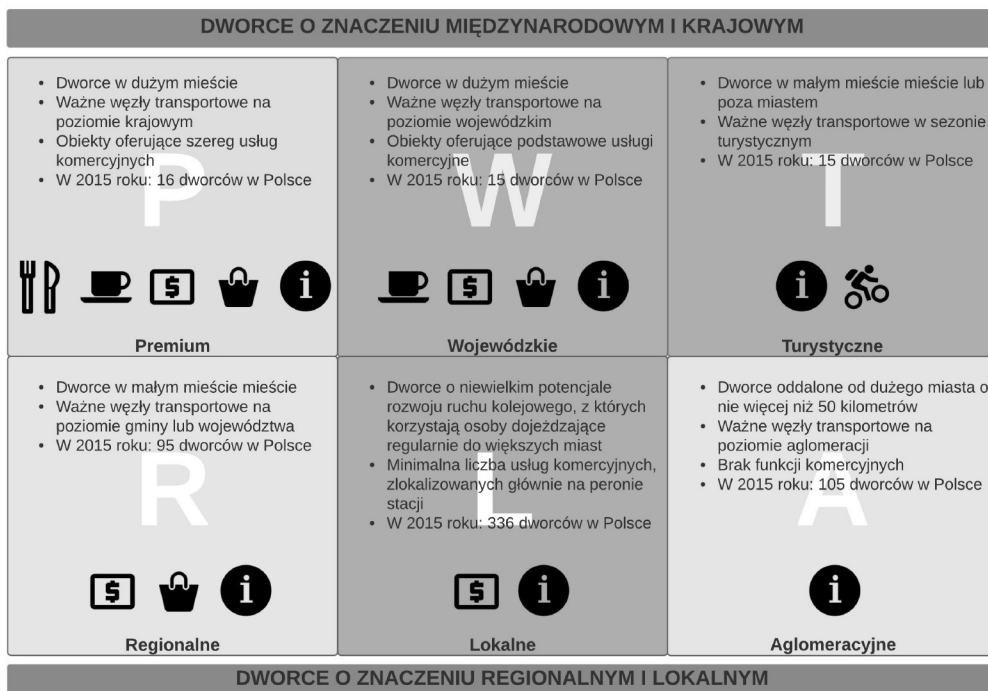 DWORCE O ZNACZENIU MIĘDZYNARODOWYM I KRAJOWYM
• Dworce w dużym mieście
• Ważne węzły transportowe na
poziomie krajowym
• Obiekty oferujące szereg usług
komercyjnych
• W 2015 roku: 16 dworców w Polsce
P
$
i
Premium
• Dworce w dużym mieście
• Ważne węzły transportowe na
poziomie wojewódzkim
• Obiekty oferujące podstawowe usługi
komercyjne
• W 2015 roku: 15 dworców w Polsce
W
$
i
Wojewódzkie
• Dworce w małym mieście mieście lub
poza miastem
• Ważne węzły transportowe w sezonie
turystycznym
• W 2015 roku: 15 dworców w Polsce
T
i
Turystyczne
• Dworce w małym mieście mieście
• Ważne węzły transportowe na
poziomie gminy lub województwa
• W 2015 roku: 95 dworców w Polsce
R
$
i
Regionalne
• Dworce o niewielkim potencjale
rozwoju ruchu kolejowego, z których
korzystają osoby dojeżdzające
regularnie do większych miast
• Minimalna liczba usług komercyjnych,
zlokalizowanych głównie na peronie
stacji
• W 2015 roku: 336 dworców w Polsce
L
$
i
Lokalne
• Dworce oddalone od dużego miasta o
nie więcej niż 50 kilometrów
• Ważne węzły transportowe na
poziomie aglomeracji
• Brak funkcji komercyjnych
• W 2015 roku: 105 dworców w Polsce
A
i
Aglomeracyjne
DWORCE O ZNACZENIU REGIONALNYM I LOKALNYM